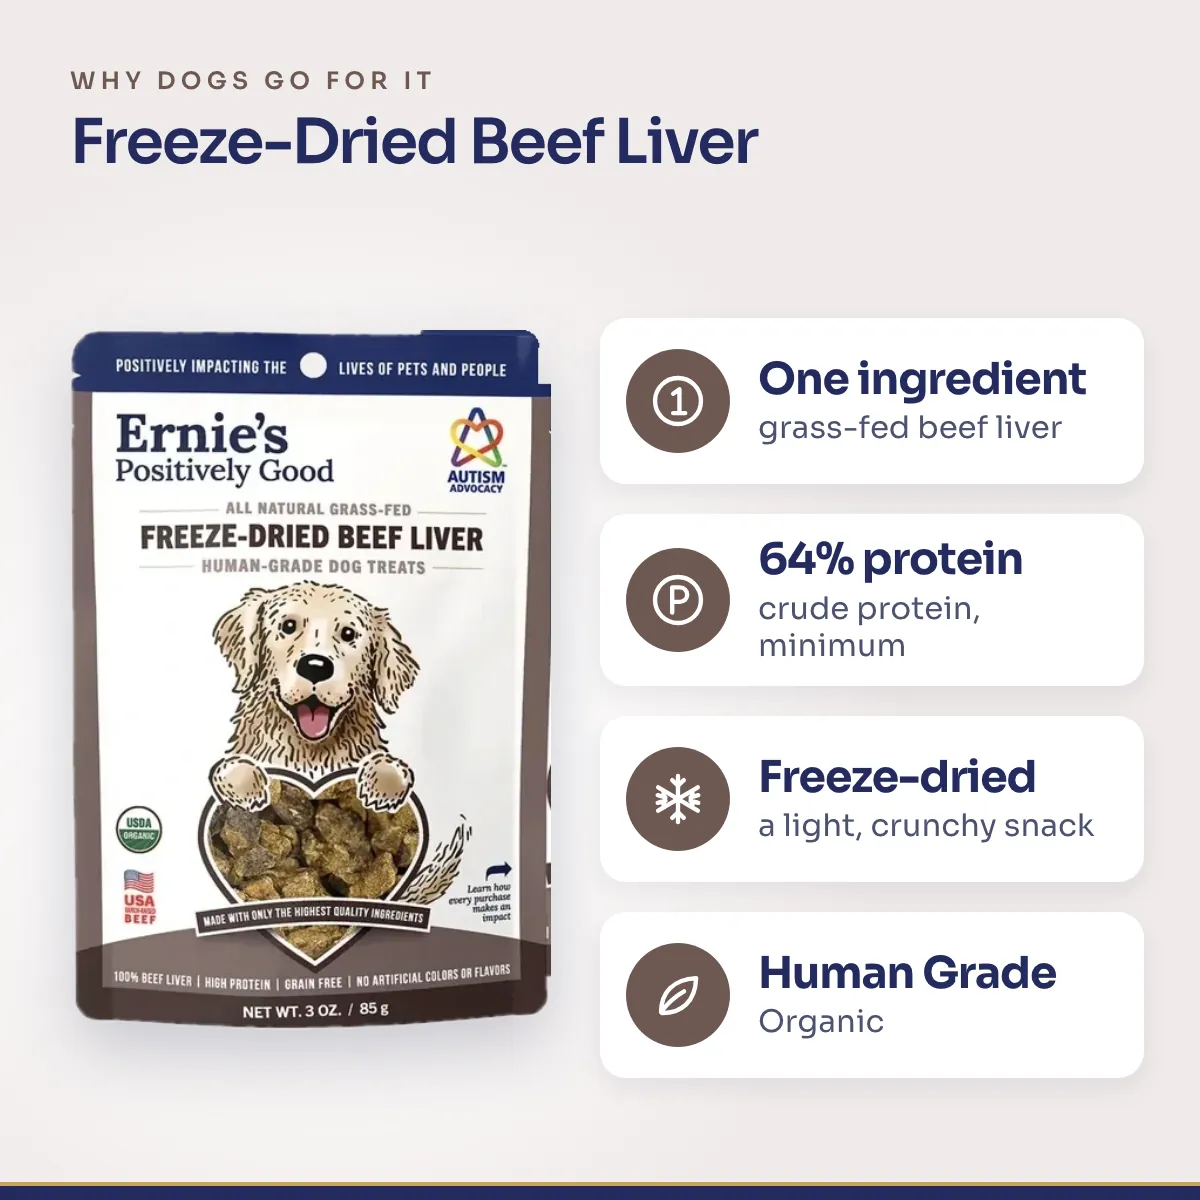 WHY DOGS GO FOR IT
Freeze-Dried Beef Liver
POSITIVELY IMPACTING THE LIVES OF PETS AND PEOPLE
Ernie's
Positively Good
AUTISM
ADVOCACY
ALL NATURAL GRASS-FED
FREEZE-DRIED BEEF LIVER
HUMAN-GRADE DOG TREATS
USDA
ORGANIC
USA
BEEF
Learn how
every purchase
makes an
impact
MADE WITH ONLY THE HIGHEST QUALITY INGREDIENTS
100% BEEF LIVER | HIGH PROTEIN | GRAIN FREE | NO ARTIFICIAL COLORS OR FLAVORS
NET WT. 3 OZ. / 85 g
1
One ingredient
grass-fed beef liver
P
64% protein
crude protein,
minimum
Freeze-dried
a light, crunchy snack
Human Grade
Organic